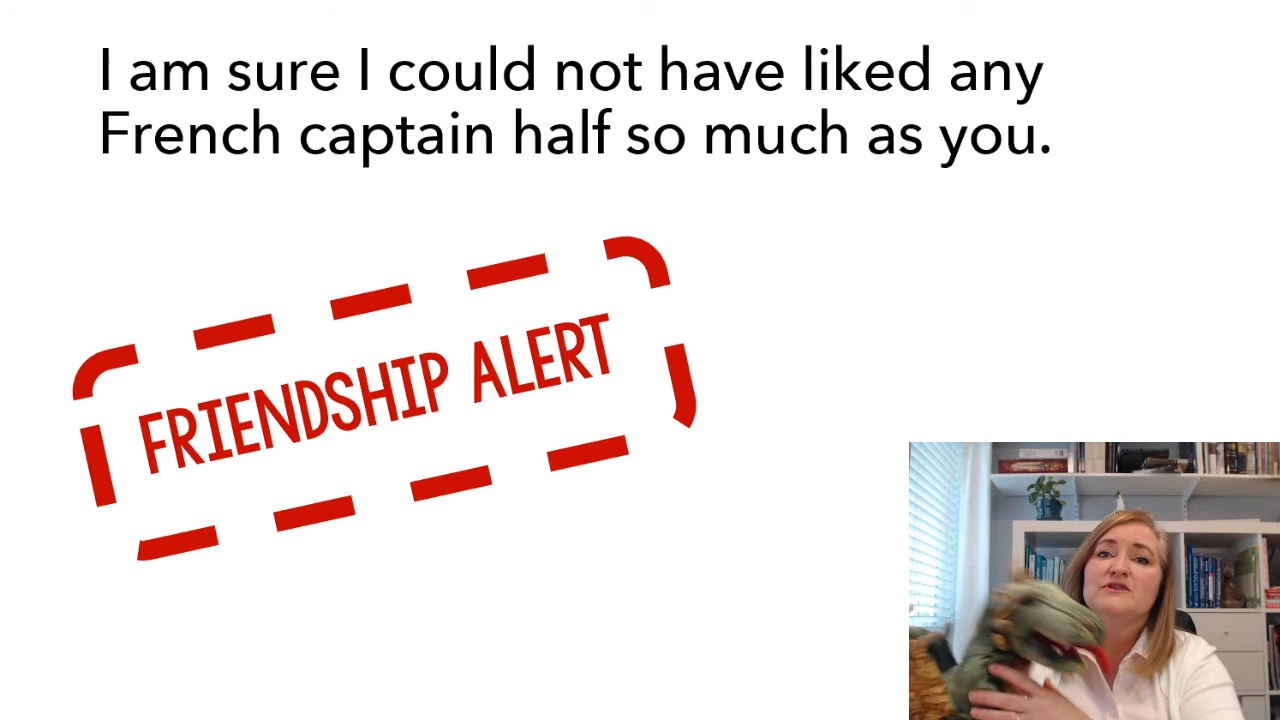 I am sure I could not have liked any
French captain half so much as you.
FRIENDSHIP ALERT